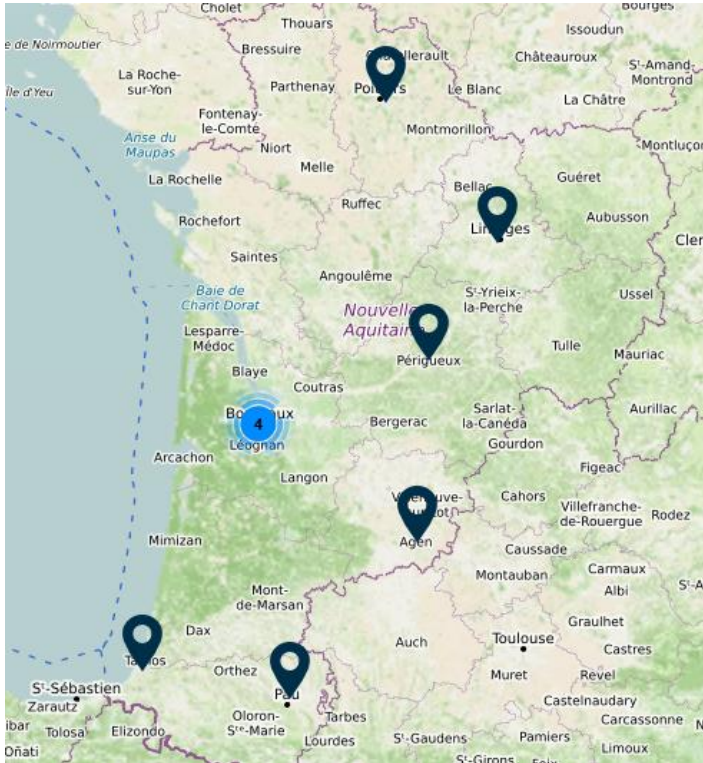 Cholet
Bourges
Thouars
Issoudun
e de Noirmoutier
Bressuire
Châteauroux
Sᵗ-Amand-
Montrond
La Roche-
sur-Yon
Parthenay
Le Blanc
La Châtre
île d'Yeu
Fontenay-
le-Comte
Montmorillon
Anse du
Maupas
Niort
Montluçon
Melle
La Rochelle
Bellac
Guéret
Ruffec
Aubusson
Rochefort
Cler
Saintes
Angoulême
Baie de
Chant Dorat
Sᵗ-Yrieix-
la-Perche
Ussel
Nouvelle
Aquitaine
Lesparre-
Médoc
Tulle
Mauriac
Périgueux
Blaye
Coutras
Sarlat-
la-Canéda
Aurillac
Bergerac
4
Léognan
Gourdon
Arcachon
Figeac
Langon
Cahors
Villefranche-
de-Rouergue
Rodez
Mimizan
Agen
Caussade
Montauban
Carmaux
Albi
Sᵗ-A
Mont-
de-Marsan
Graulhet
Dax
Auch
Toulouse
Castres
Orthez
Muret
Revel
Sᵗ-Sébastien
Pau
Castelnaudary
Zarautz
ibar
Tolosa
Elizondo
Oloron-
Sᵗᵉ-Marie
Tarbes
Carcassonne
Oñati
Lourdes
Sᵗ-Gaudens
Pamiers
Limoux
Sᵗ-Girons